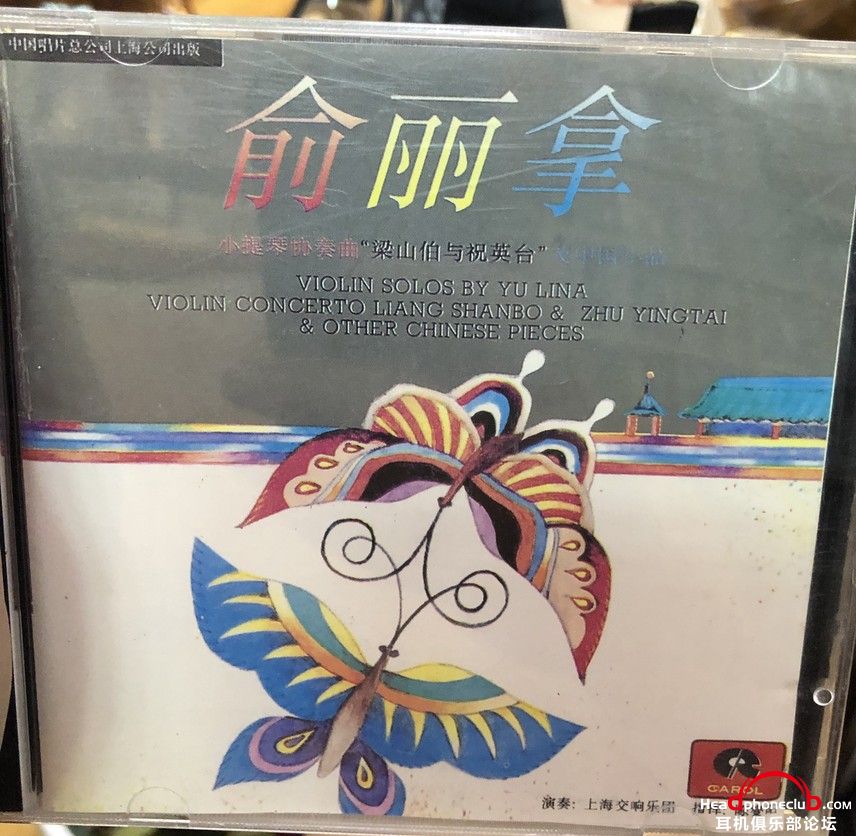 中国唱片总公司上海公司出版
俞丽拿
小提琴协奏曲“梁山伯与祝英台”
VIOLIN SOLOS BY YU LINA
VIOLIN CONCERTO LIANG SHANBO & ZHU YINGTAI
& OTHER CHINESE PIECES
CAROL
演奏: 上海交响乐团
HeadphoneclubD.com
耳机俱乐部论坛